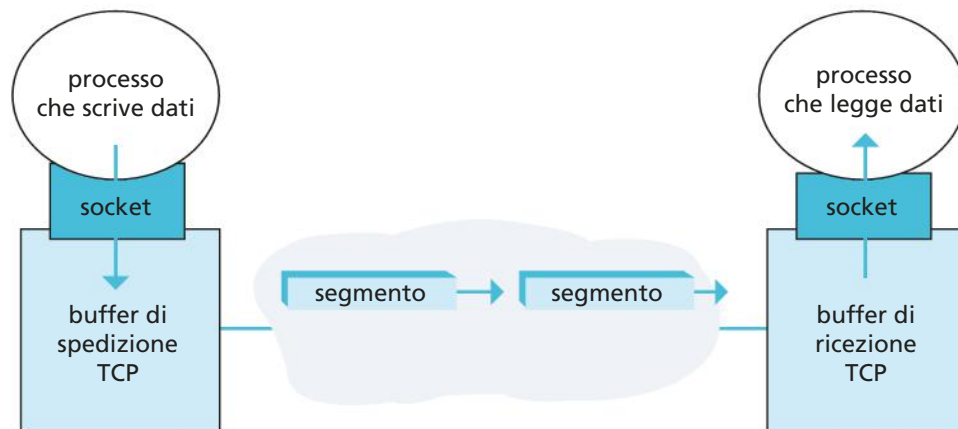 processo
che scrive dati
socket
buffer di
spedizione
TCP
segmento
segmento
processo
che legge dati
socket
buffer di
ricezione
TCP